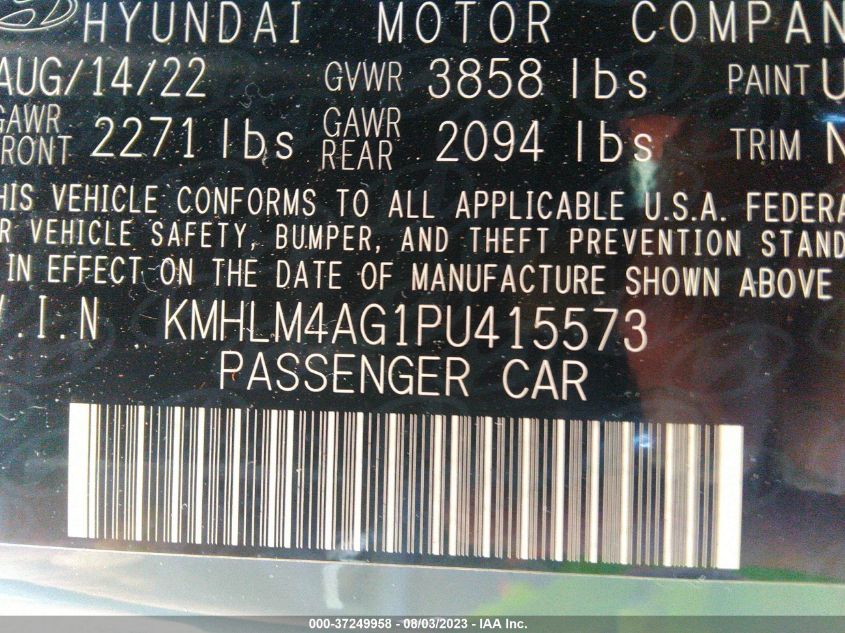 HYUNDAI MOTOR COMPAN
AUG/14/22 GVWR 3858 lbs PAINT U
GAWR FRONT 2271 lbs GAWR REAR 2094 lbs TRIM N
HIS VEHICLE CONFORMS TO ALL APPLICABLE U.S.A. FEDERA
R VEHICLE SAFETY, BUMPER, AND THEFT PREVENTION STAND
IN EFFECT ON THE DATE OF MANUFACTURE SHOWN ABOVE
V.I.N KMHLM4AG1PU415573
PASSENGER CAR
000-37249958 - 08/03/2023 - IAA Inc.